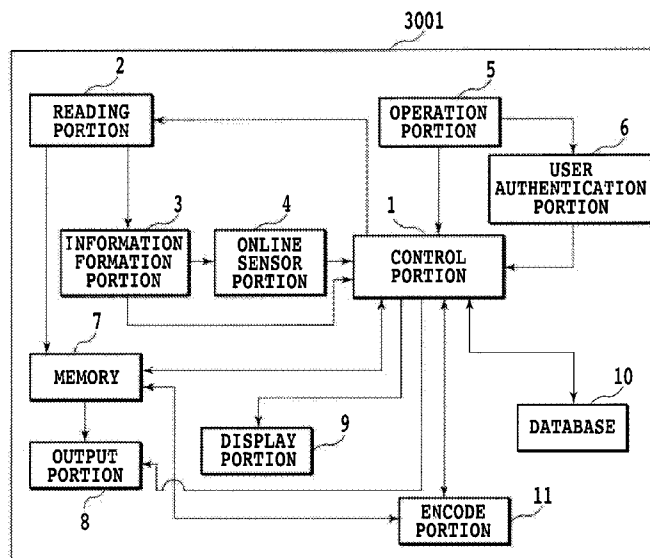 3001
2
READING
PORTION
5
OPERATION
PORTION
6
USER
AUTHENTICATION
PORTION
3
INFORMATION
FORMATION
PORTION
4
ONLINE
SENSOR
PORTION
1
CONTROL
PORTION
7
MEMORY
OUTPUT
PORTION
8
DISPLAY
PORTION
9
10
DATABASE
ENCODE
PORTION
11